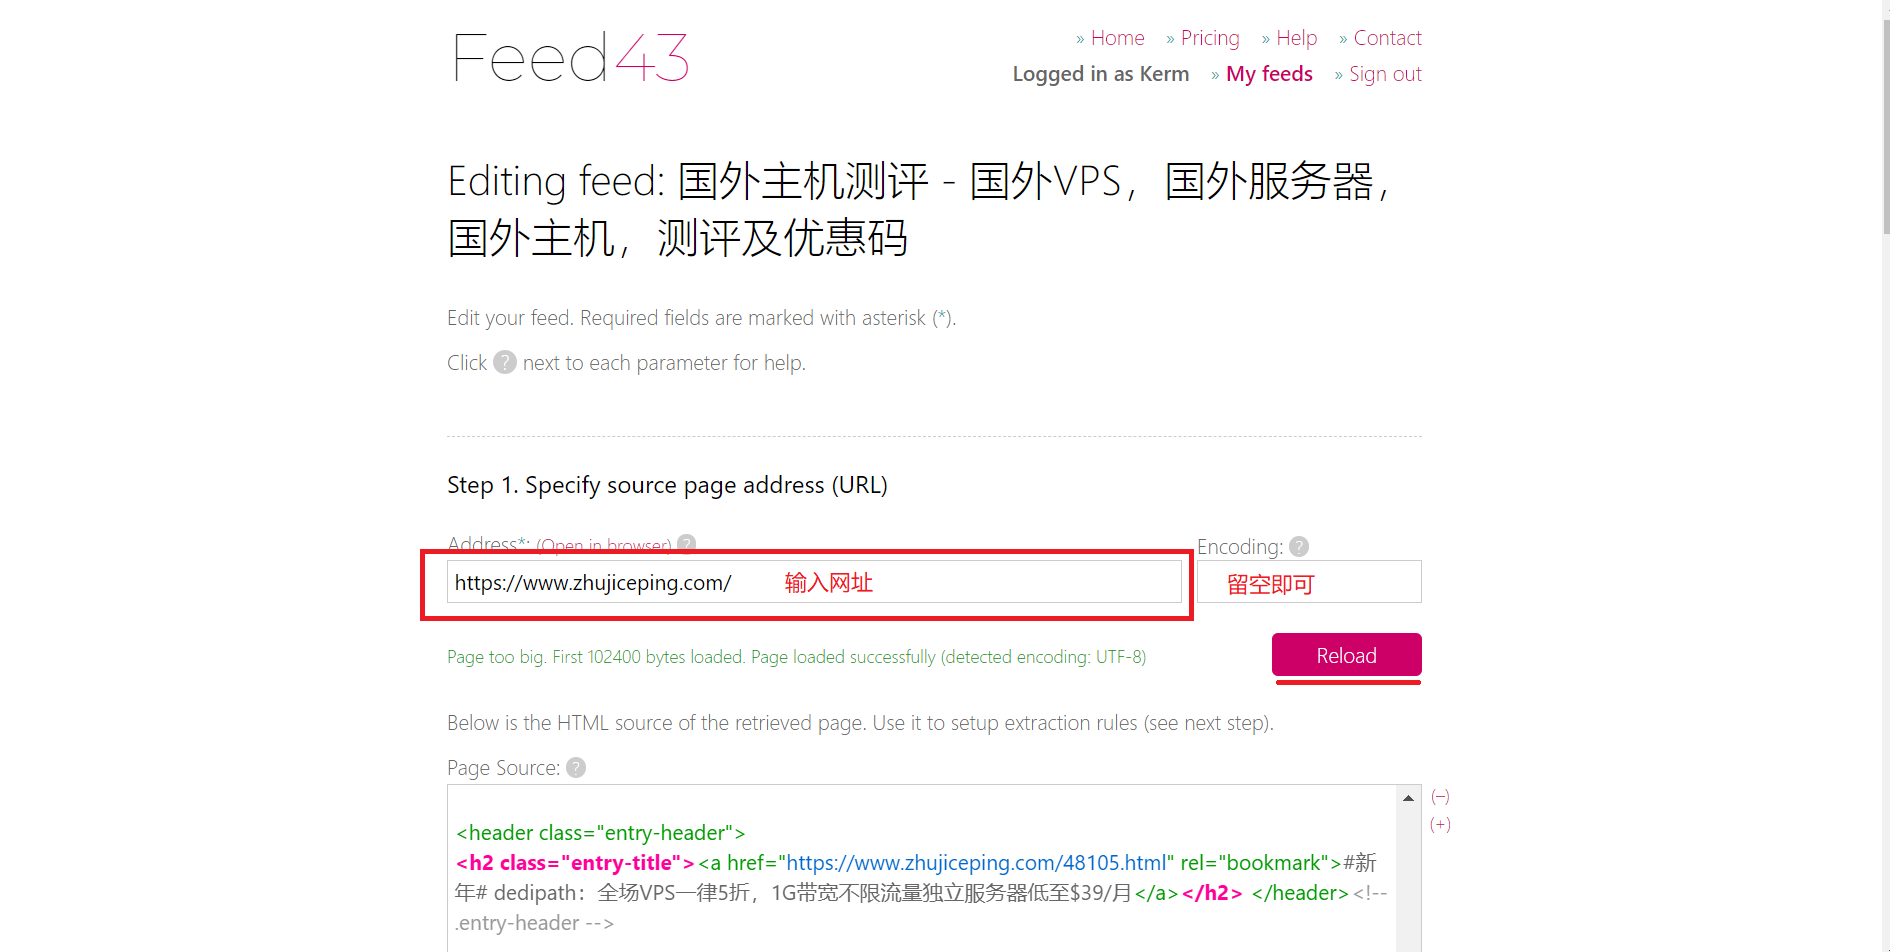 Feed43
» Home » Pricing » Help » Contact
Logged in as Kerm » My feeds » Sign out
Editing feed: 国外主机测评 - 国外VPS，国外服务器，
国外主机，测评及优惠码
Edit your feed. Required fields are marked with asterisk (*).
Click ? next to each parameter for help.
Step 1. Specify source page address (URL)
Address*: (Open in browser) ? Encoding: ?
https://www.zhujiceping.com/ 输入网址 留空即可
Page too big. First 102400 bytes loaded. Page loaded successfully (detected encoding: UTF-8) Reload
Below is the HTML source of the retrieved page. Use it to setup extraction rules (see next step).
Page Source: ?
(−)
(+)
<header class="entry-header">
<h2 class="entry-title"><a href="https://www.zhujiceping.com/48105.html" rel="bookmark">#新
年# dedipath：全场VPS一律5折，1G带宽不限流量独立服务器低至$39/月</a></h2> </header><!--
.entry-header -->